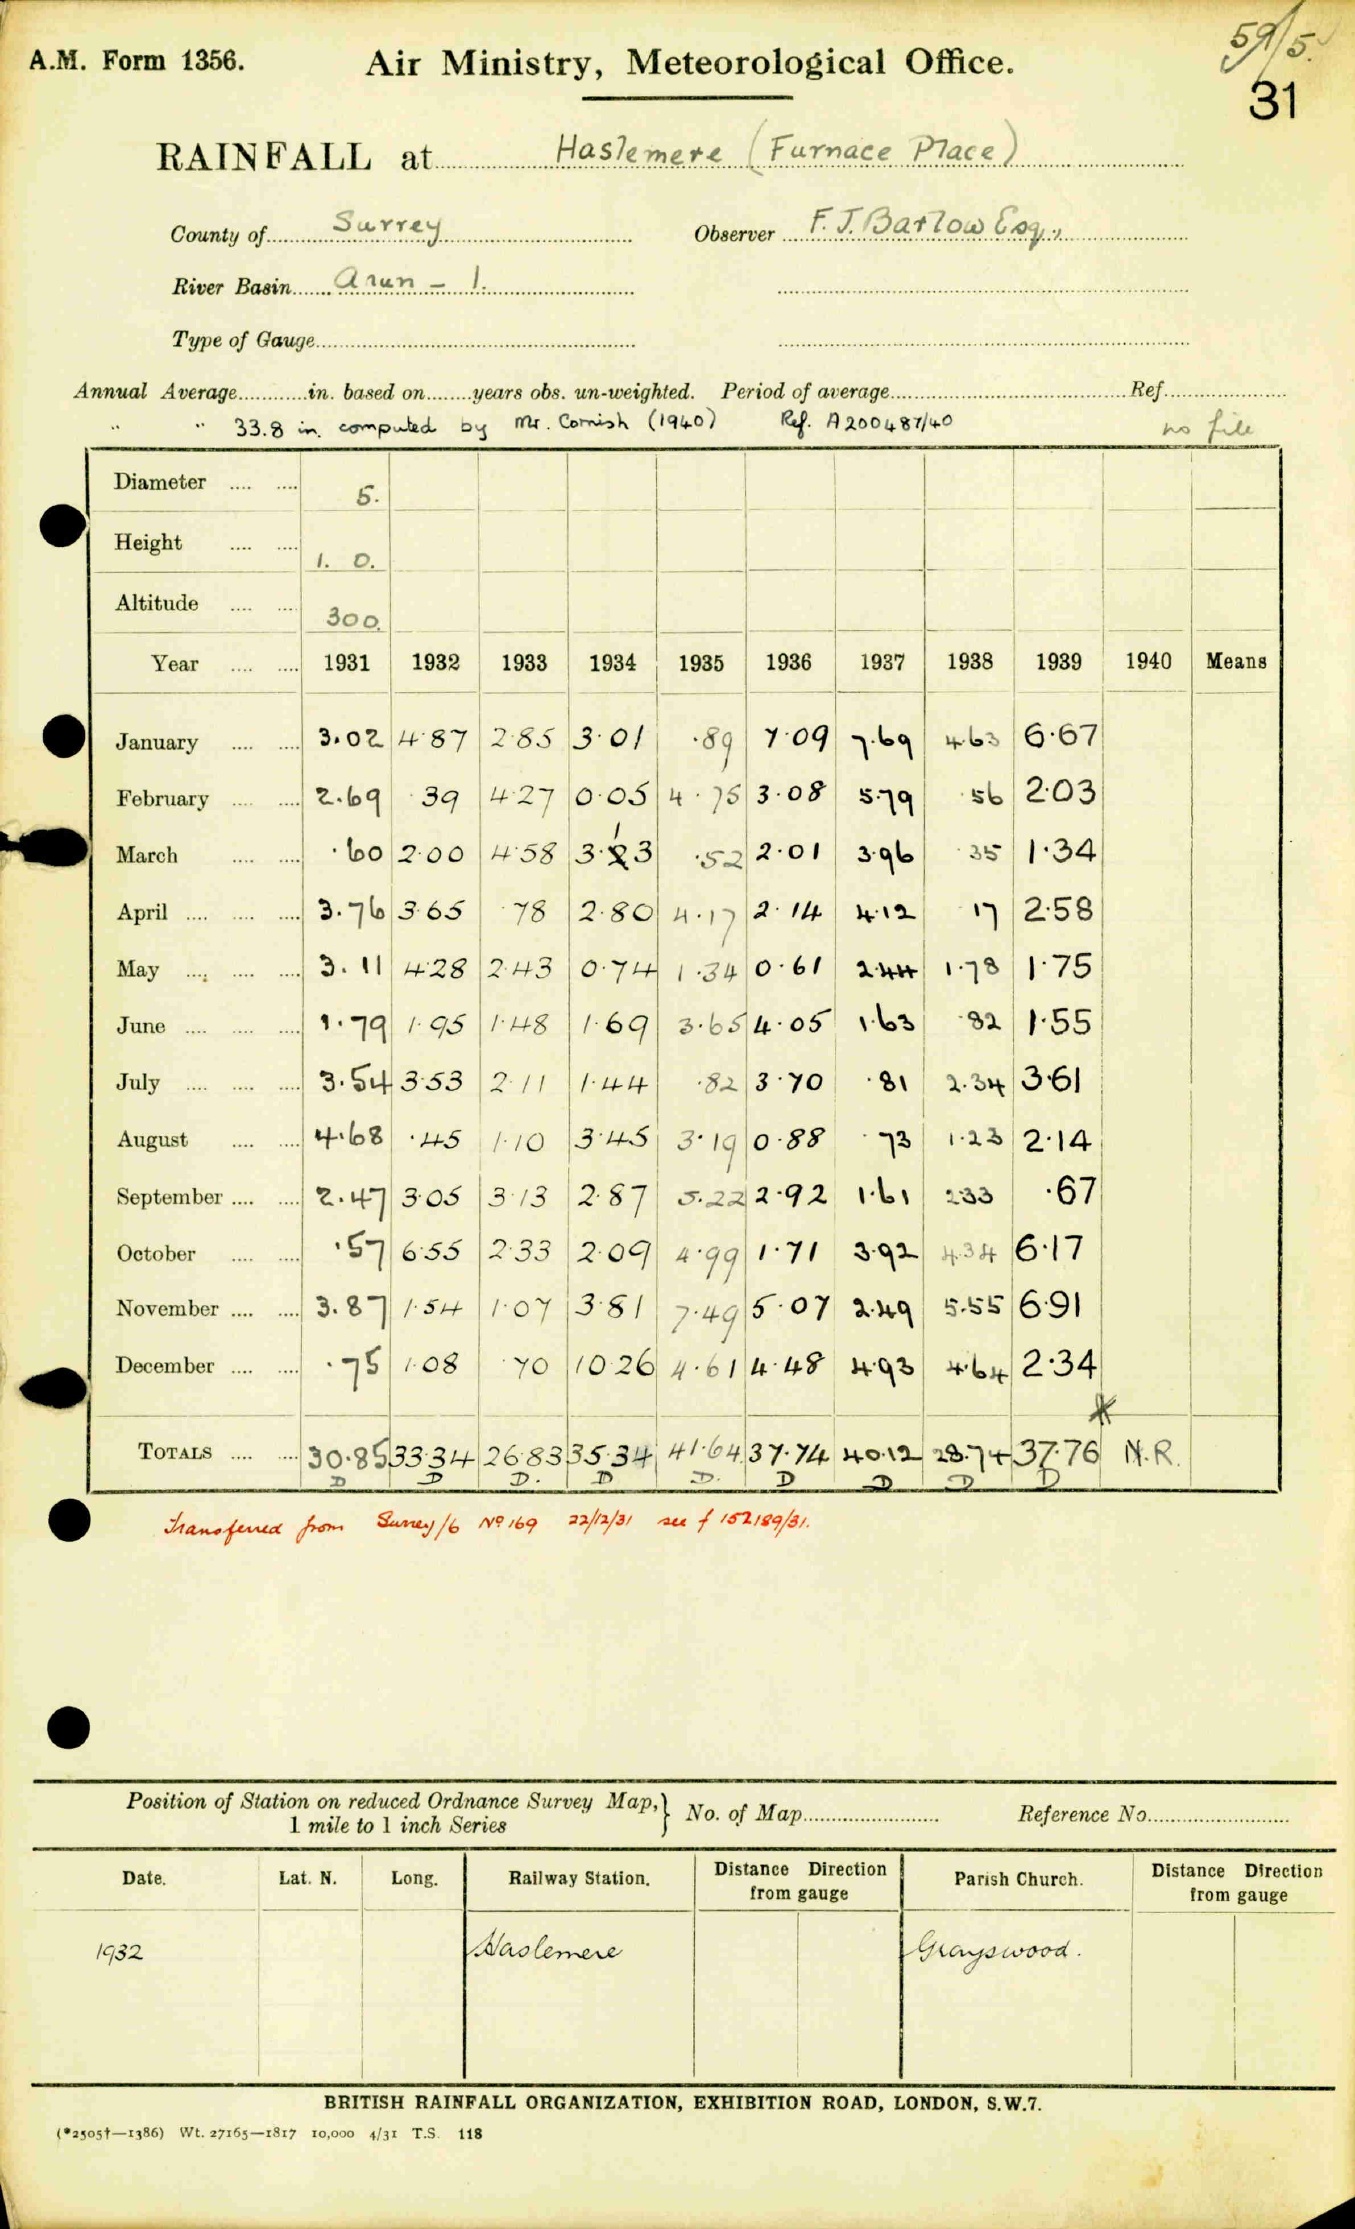 59/5.
A.M. Form 1356. Air Ministry, Meteorological Office.
31
RAINFALL at Haslemere (Furnace Place)
County of Surrey Observer F. J. Barlow Esq.,
River Basin Arun - 1.
Type of Gauge
Annual Average in. based on years obs. un-weighted. Period of average Ref.
" " 33.8 in. computed by Mr. Cornish (1940) Ref. A200487/40 no file
Diameter 5.
Height 1. 0.
Altitude 300.
Year 1931 1932 1933 1934 1935 1936 1937 1938 1939 1940 Means
January 3.02 4.87 2.85 3.01 .89 7.09 7.69 4.63 6.67
February 2.69 .39 4.27 0.05 4.75 3.08 5.79 .56 2.03
March .60 2.00 4.58 3.13 .52 2.01 3.96 .35 1.34
April 3.76 3.65 .78 2.80 4.17 2.14 4.12 .17 2.58
May 3.11 4.28 2.43 0.74 1.34 0.61 2.44 1.78 1.75
June 1.79 1.95 1.48 1.69 3.65 4.05 1.63 .82 1.55
July 3.54 3.53 2.11 1.44 .82 3.70 .81 2.34 3.61
August 4.68 .45 1.10 3.45 3.19 0.88 .73 1.23 2.14
September 2.47 3.05 3.13 2.87 5.22 2.92 1.61 2.33 .67
October .57 6.55 2.33 2.09 4.99 1.71 3.92 4.34 6.17
November 3.87 1.54 1.07 3.81 7.49 5.07 2.49 5.55 6.91
December .75 1.08 .70 10.26 4.61 4.48 4.93 4.64 2.34
TOTALS 30.85 33.34 26.83 35.34 41.64 37.74 40.12 28.74 37.76 N.R.
D D D. D D. D D D D
Transferred from Surrey/6 No 169 22/12/31 see f 152189/31.
Position of Station on reduced Ordnance Survey Map, } No. of Map Reference No.
1 mile to 1 inch Series
Date. Lat. N. Long. Railway Station. Distance Direction from gauge Parish Church. Distance Direction from gauge
1932 Haslemere Grayswood.
BRITISH RAINFALL ORGANIZATION, EXHIBITION ROAD, LONDON, S.W.7.
(*2505†—1386) Wt. 27165—1817 10,000 4/31 T.S. 118